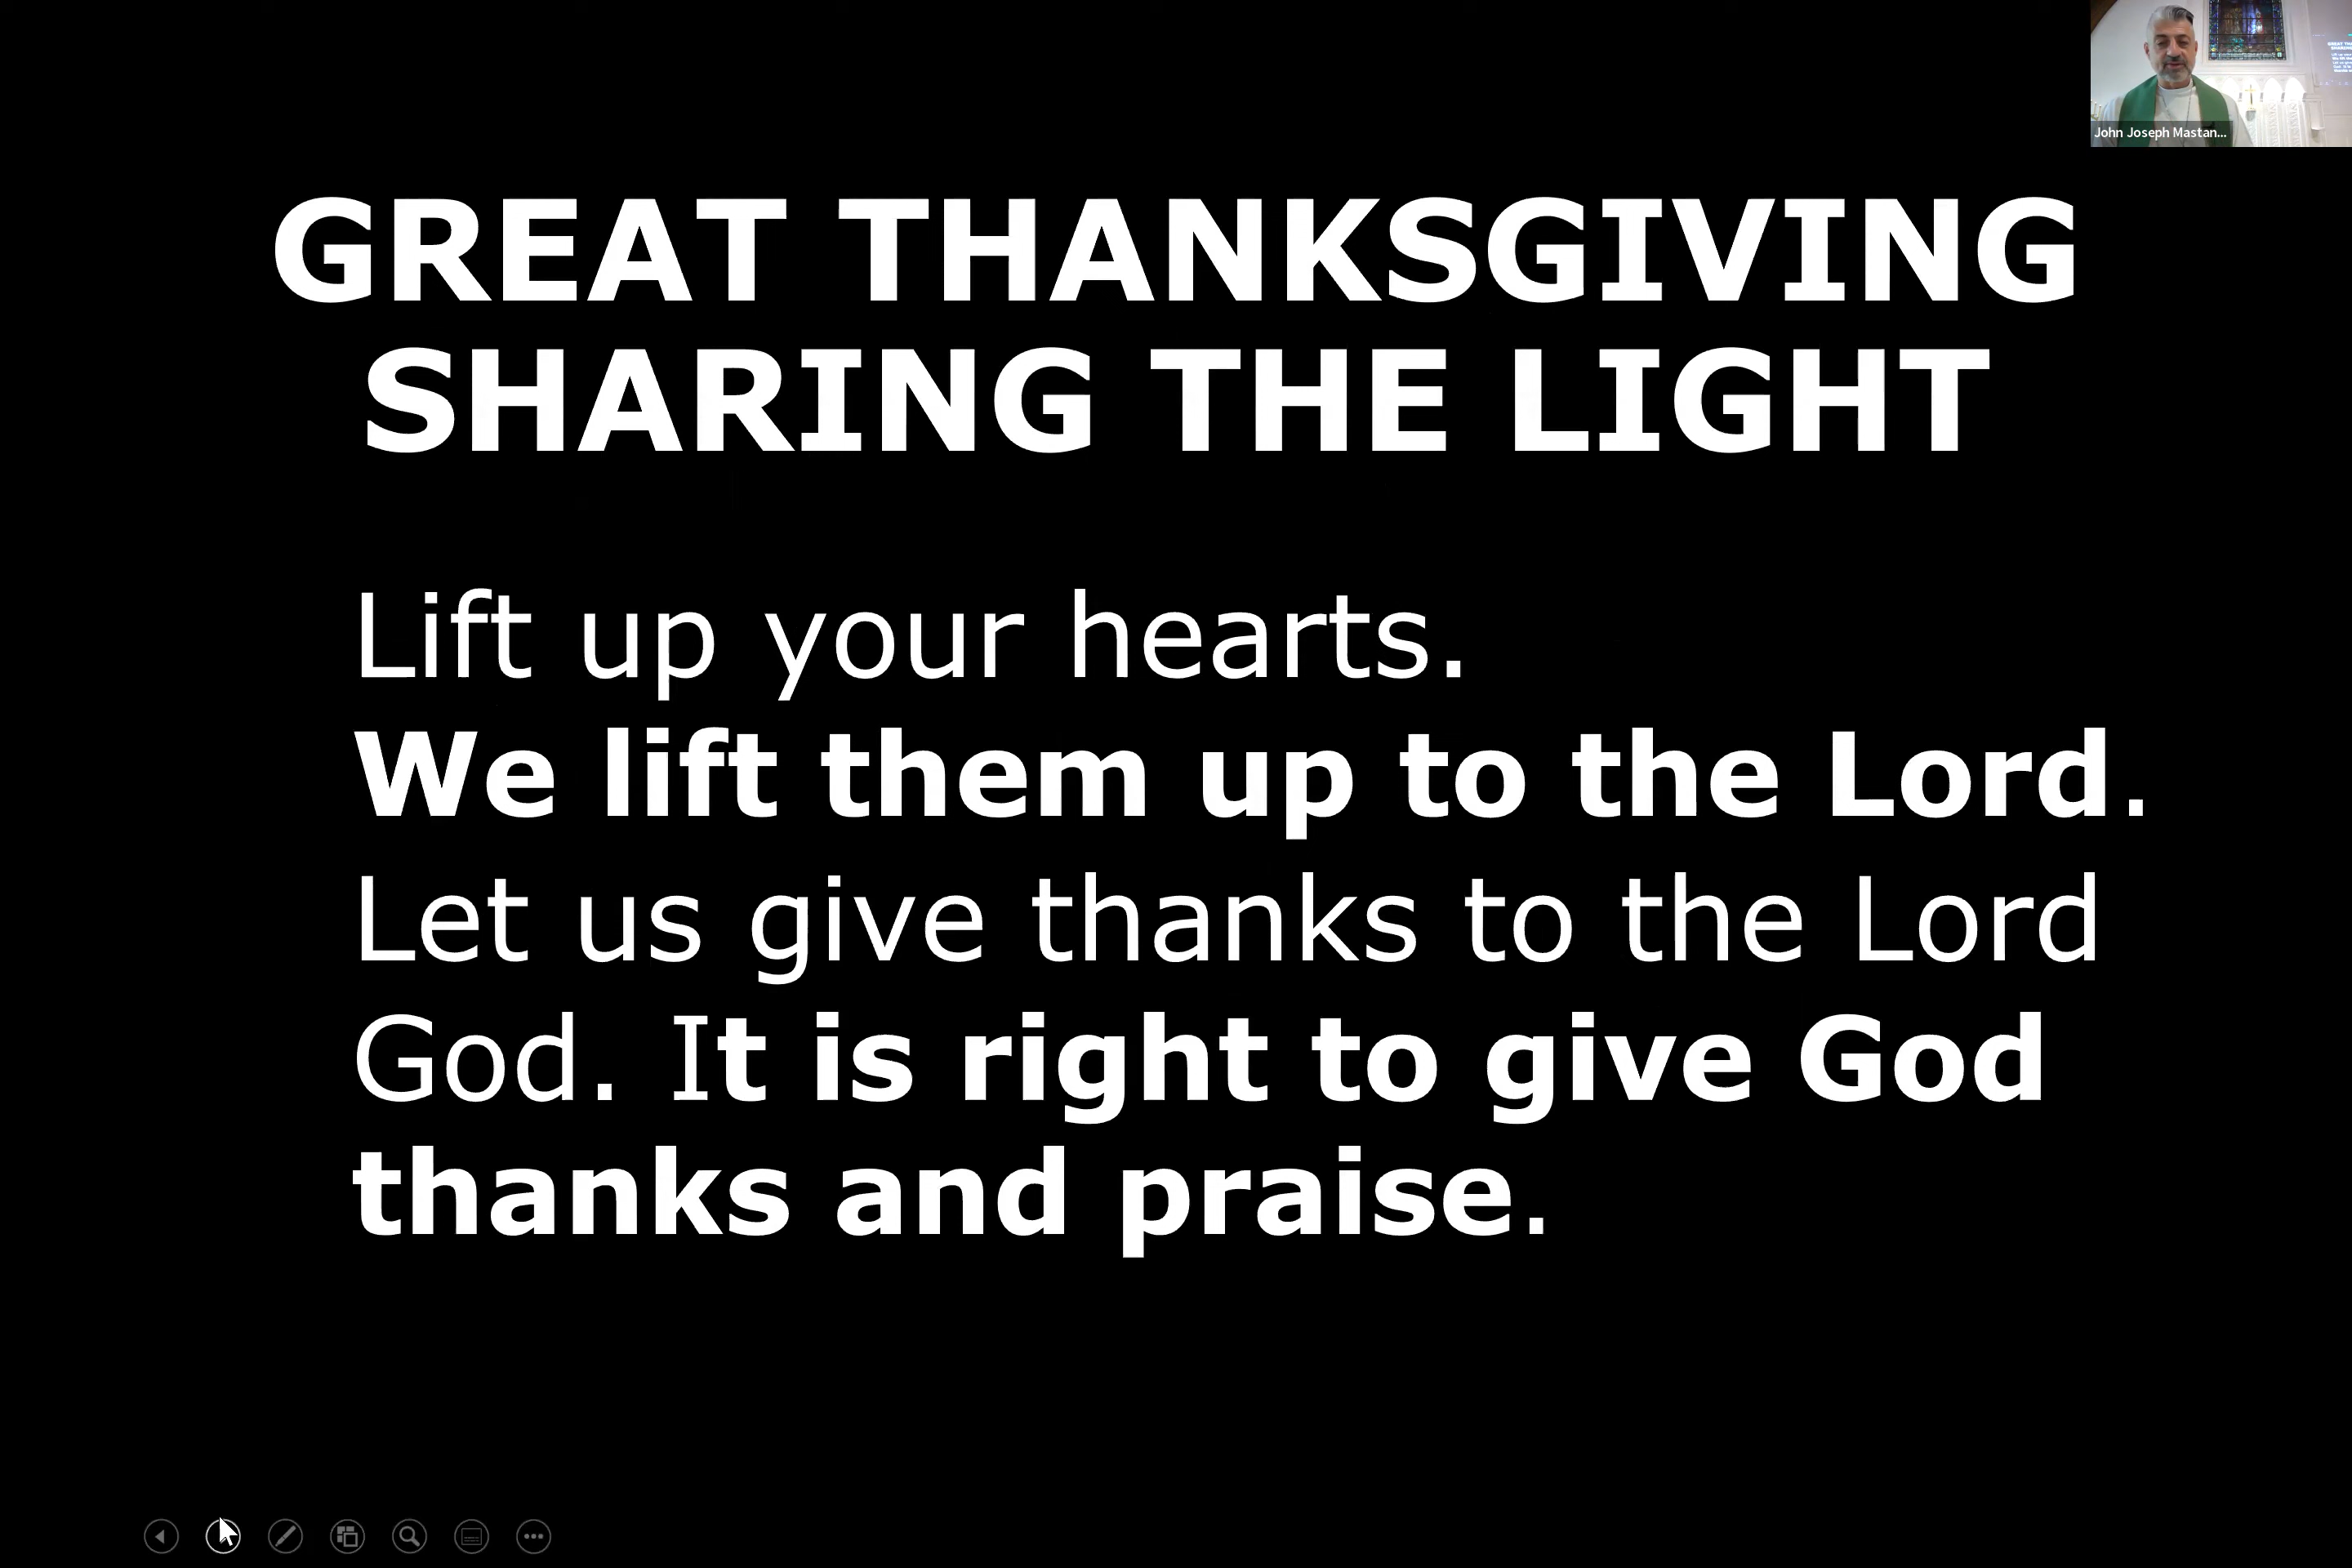 John Joseph Mastan...
GREAT THANKSGIVING
SHARING THE LIGHT
Lift up your hearts.
We lift them up to the Lord.
Let us give thanks to the Lord
God. It is right to give God
thanks and praise.